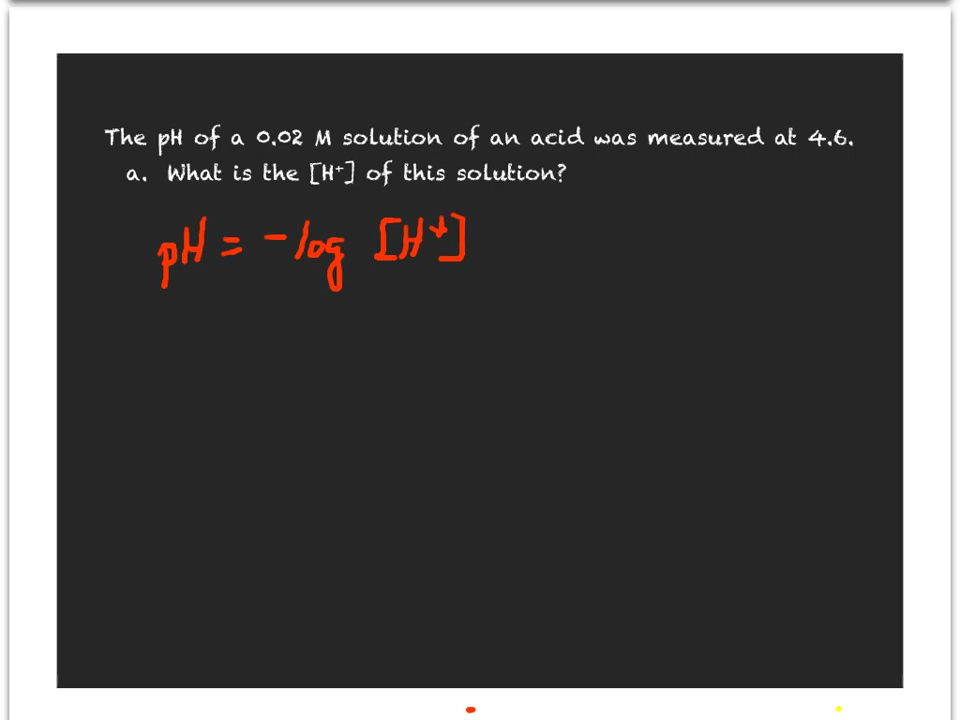 The pH of a 0.02 M solution of an acid was measured at 4.6.
a. What is the [H⁺] of this solution?
pH = -log [H⁺]